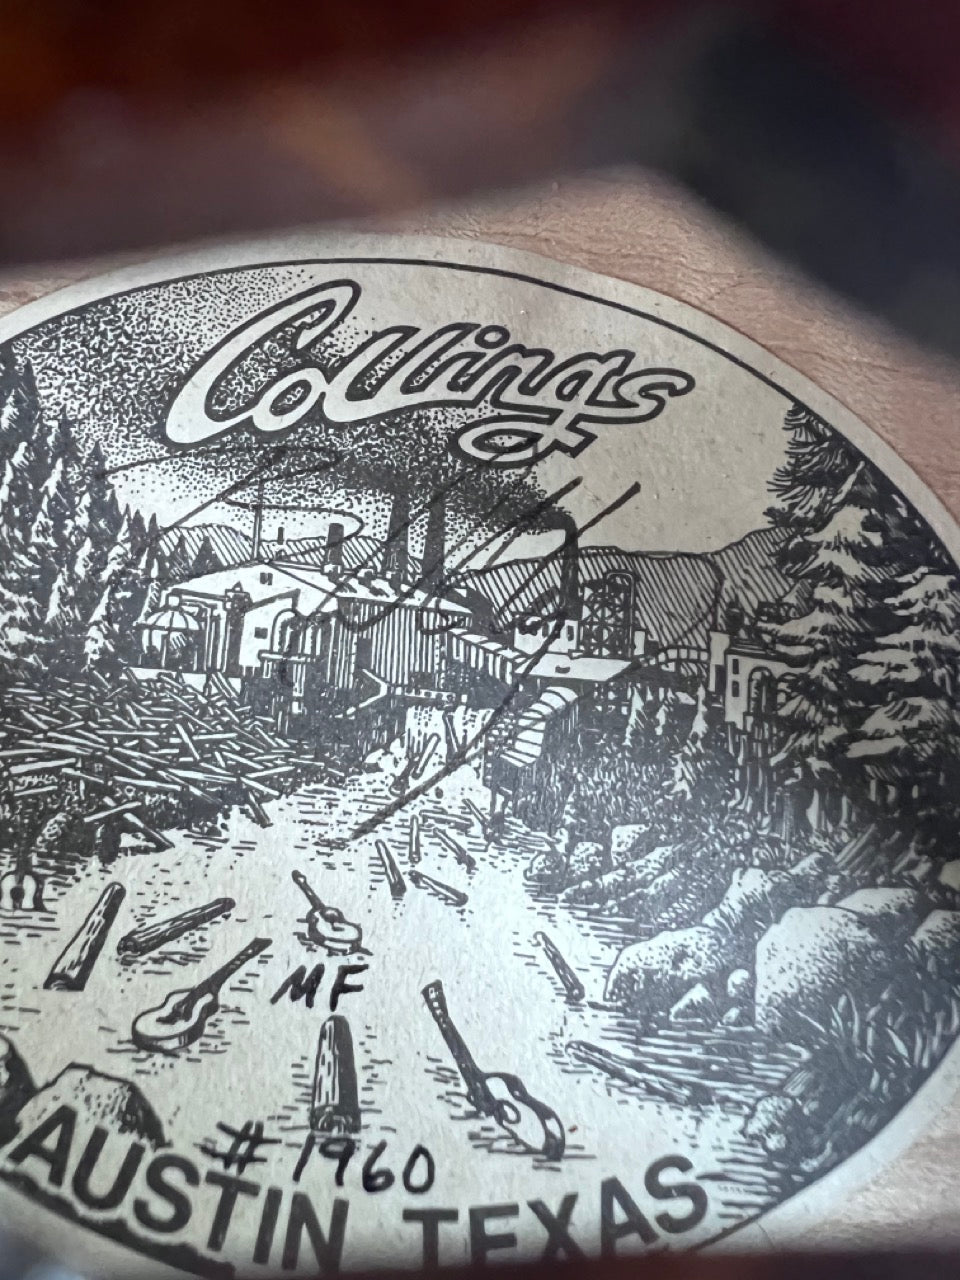 Collings
MF
#1960
AUSTIN TEXAS